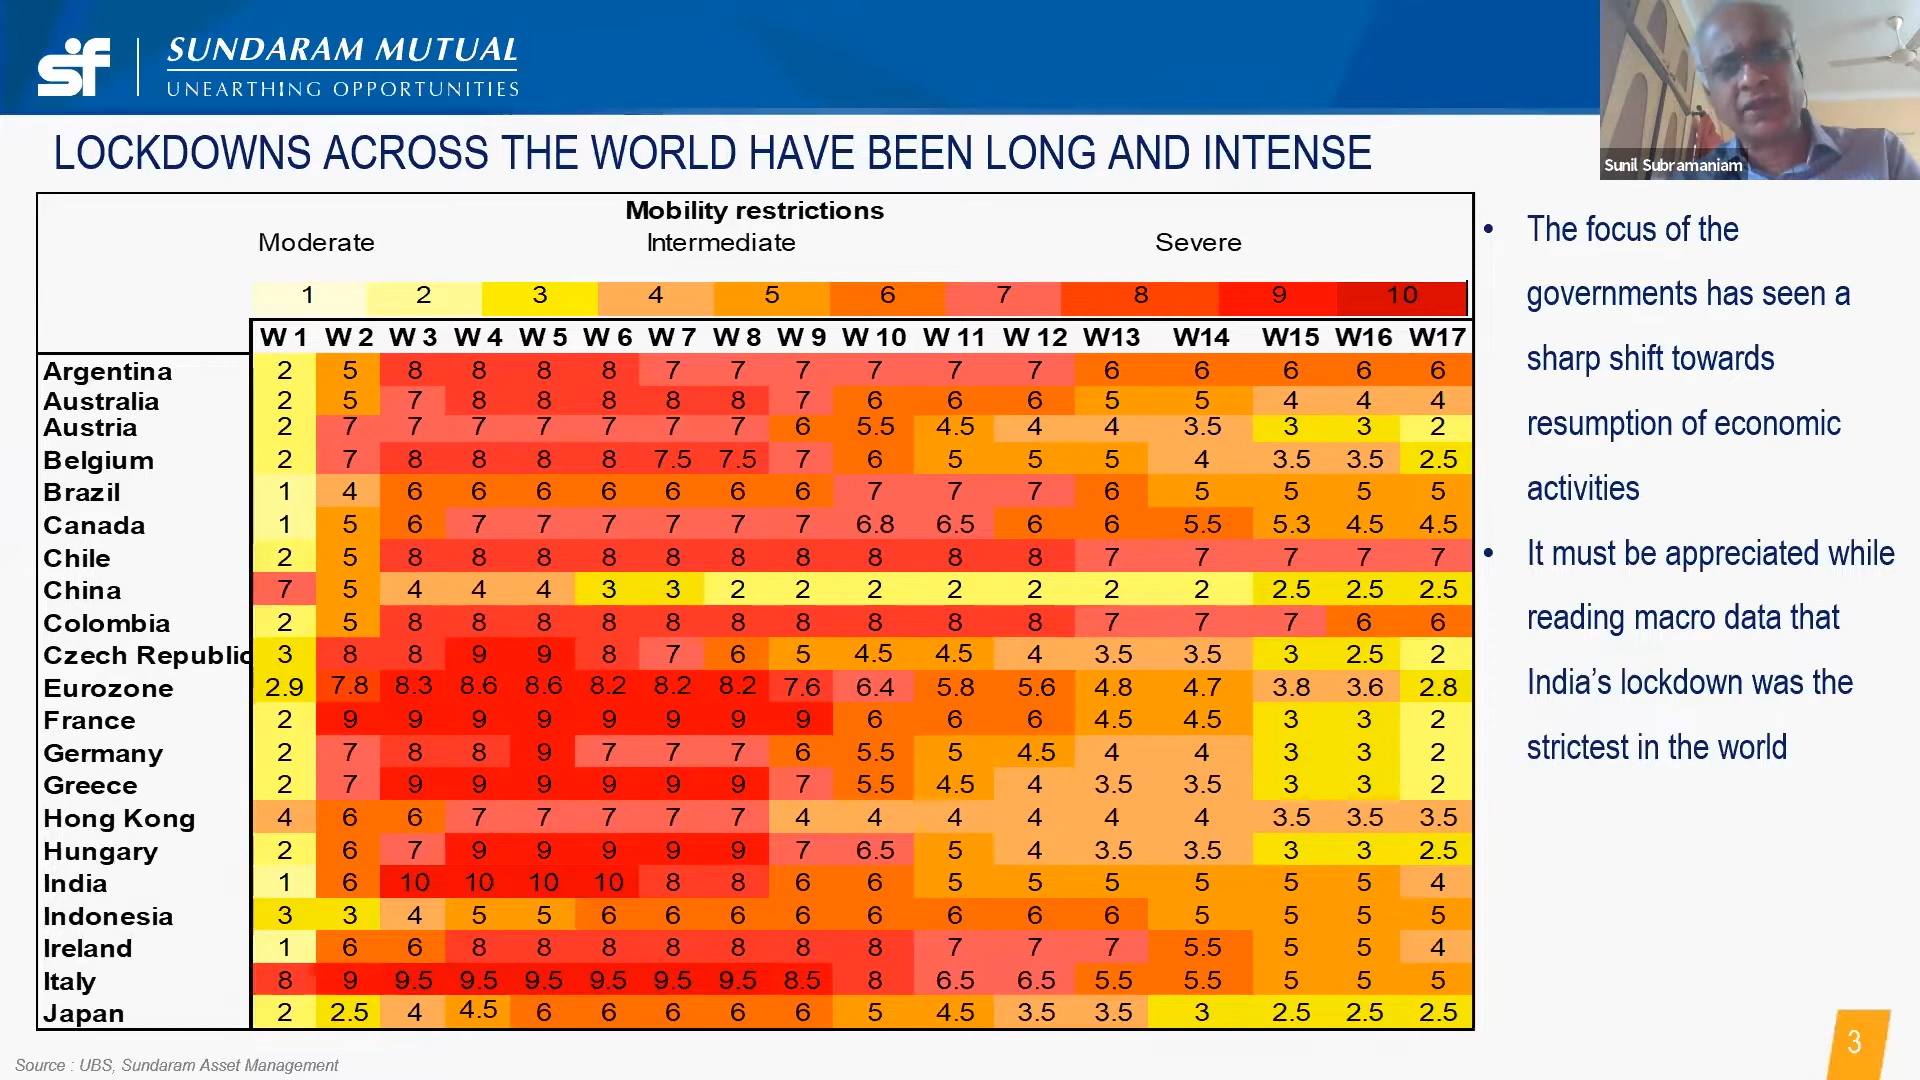 SUNDARAM MUTUAL
UNEARTHING OPPORTUNITIES
Sunil Subramaniam
LOCKDOWNS ACROSS THE WORLD HAVE BEEN LONG AND INTENSE
Mobility restrictions
Moderate Intermediate Severe
1 2 3 4 5 6 7 8 9 10
W 1 W 2 W 3 W 4 W 5 W 6 W 7 W 8 W 9 W 10 W 11 W 12 W13 W14 W15 W16 W17
Argentina 2 5 8 8 8 8 7 7 7 7 7 7 6 6 6 6 6
Australia 2 5 7 8 8 8 8 8 7 6 6 6 5 5 4 4 4
Austria 2 7 7 7 7 7 7 7 6 5.5 4.5 4 4 3.5 3 3 2
Belgium 2 7 8 8 8 8 7.5 7.5 7 6 5 5 5 4 3.5 3.5 2.5
Brazil 1 4 6 6 6 6 6 6 6 7 7 7 6 5 5 5 5
Canada 1 5 6 7 7 7 7 7 7 6.8 6.5 6 6 5.5 5.3 4.5 4.5
Chile 2 5 8 8 8 8 8 8 8 8 8 8 7 7 7 7 7
China 7 5 4 4 4 3 3 2 2 2 2 2 2 2 2.5 2.5 2.5
Colombia 2 5 8 8 8 8 8 8 8 8 8 8 7 7 7 6 6
Czech Republic 3 8 8 9 9 8 7 6 5 4.5 4.5 4 3.5 3.5 3 2.5 2
Eurozone 2.9 7.8 8.3 8.6 8.6 8.2 8.2 8.2 7.6 6.4 5.8 5.6 4.8 4.7 3.8 3.6 2.8
France 2 9 9 9 9 9 9 9 9 6 6 6 4.5 4.5 3 3 2
Germany 2 7 8 8 9 7 7 7 6 5.5 5 4.5 4 4 3 3 2
Greece 2 7 9 9 9 9 9 9 7 5.5 4.5 4 3.5 3.5 3 3 2
Hong Kong 4 6 6 7 7 7 7 7 4 4 4 4 4 4 3.5 3.5 3.5
Hungary 2 6 7 9 9 9 9 9 7 6.5 5 4 3.5 3.5 3 3 2.5
India 1 6 10 10 10 10 8 8 6 6 5 5 5 5 5 5 4
Indonesia 3 3 4 5 5 6 6 6 6 6 6 6 6 5 5 5 5
Ireland 1 6 6 8 8 8 8 8 8 8 7 7 7 5.5 5 5 4
Italy 8 9 9.5 9.5 9.5 9.5 9.5 9.5 8.5 8 6.5 6.5 5.5 5.5 5 5 5
Japan 2 2.5 4 4.5 6 6 6 6 6 5 4.5 3.5 3.5 3 2.5 2.5 2.5
• The focus of the
governments has seen a
sharp shift towards
resumption of economic
activities
• It must be appreciated while
reading macro data that
India’s lockdown was the
strictest in the world
Source : UBS, Sundaram Asset Management
3